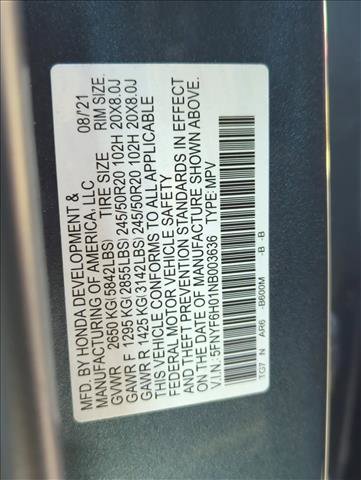 MFD. BY HONDA DEVELOPMENT & 08/21
MANUFACTURING OF AMERICA, LLC
GVWR 2650 KG(5842LBS) TIRE SIZE RIM SIZE
GAWR F 1295 KG(2855LBS) 245/50R20 102H 20X8.0J
GAWR R 1425 KG(3142LBS) 245/50R20 102H 20X8.0J
THIS VEHICLE CONFORMS TO ALL APPLICABLE
FEDERAL MOTOR VEHICLE SAFETY
AND THEFT PREVENTION STANDARDS IN EFFECT
ON THE DATE OF MANUFACTURE SHOWN ABOVE.
V.I.N.:5FNYF6H01NB003636 TYPE:MPV
TG7 N AR6 -B600M -B -B